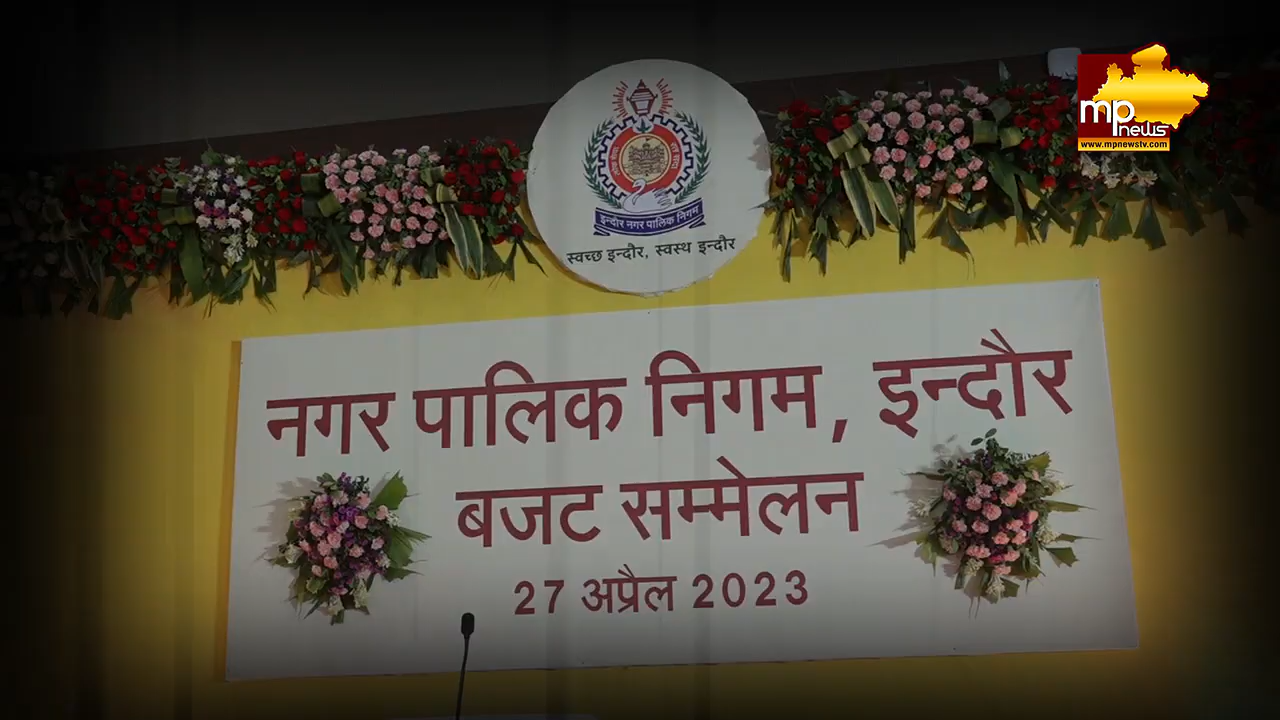 mp
news
www.mpnewstv.com
इन्दौर नगर पालिक निगम
स्वच्छ इन्दौर, स्वस्थ इन्दौर
नगर पालिक निगम, इन्दौर
बजट सम्मेलन
27 अप्रैल 2023